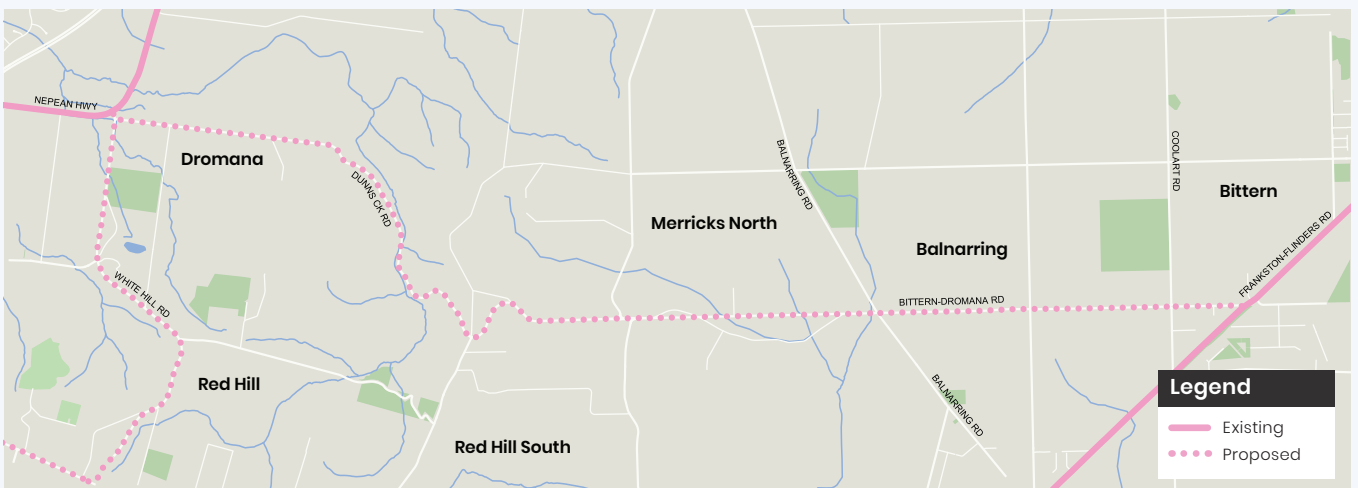 NEPEAN HWY
Dromana
DUNNS CK RD
BALNARRING RD
COOLART RD
Bittern
Merricks North
Balnarring
FRANKSTON-FLINDERS RD
WHITE HILL RD
BITTERN-DROMANA RD
Red Hill
BALNARRING RD
Red Hill South
Legend
Existing
Proposed